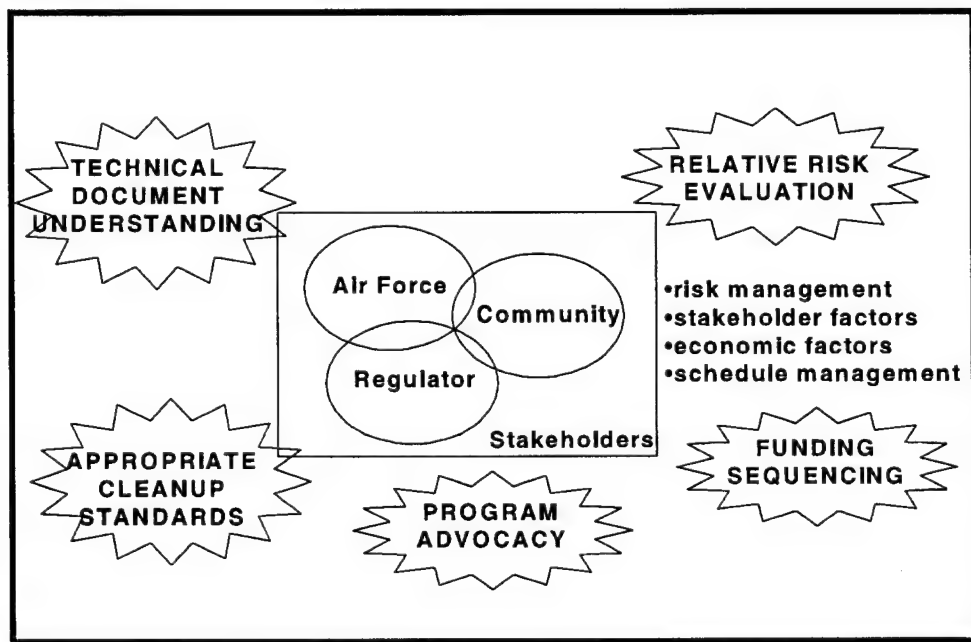 TECHNICAL
DOCUMENT
UNDERSTANDING
RELATIVE RISK
EVALUATION
Air Force
Community
Regulator
Stakeholders
•risk management
•stakeholder factors
•economic factors
•schedule management
APPROPRIATE
CLEANUP
STANDARDS
PROGRAM
ADVOCACY
FUNDING
SEQUENCING